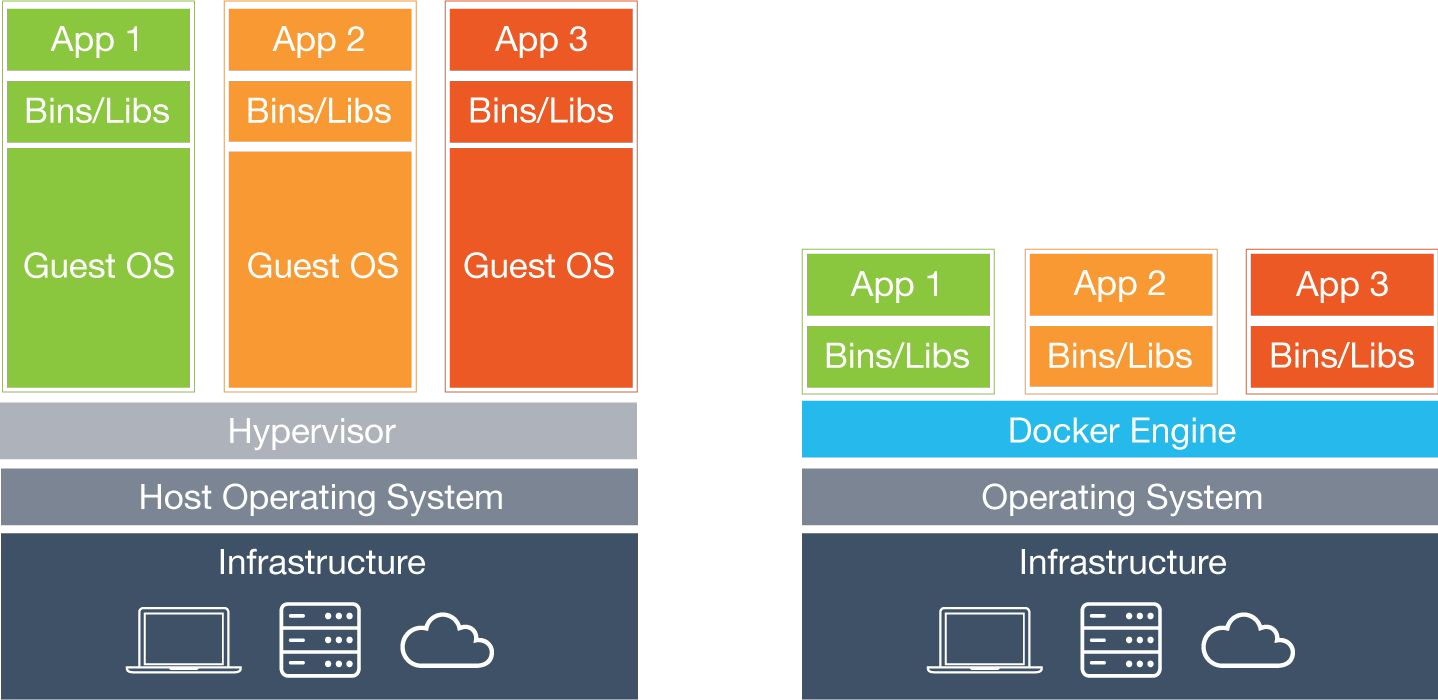 App 1
App 2
App 3
Bins/Libs
Bins/Libs
Bins/Libs
Guest OS
Guest OS
Guest OS
Hypervisor
Host Operating System
Infrastructure
App 1
App 2
App 3
Bins/Libs
Bins/Libs
Bins/Libs
Docker Engine
Operating System
Infrastructure